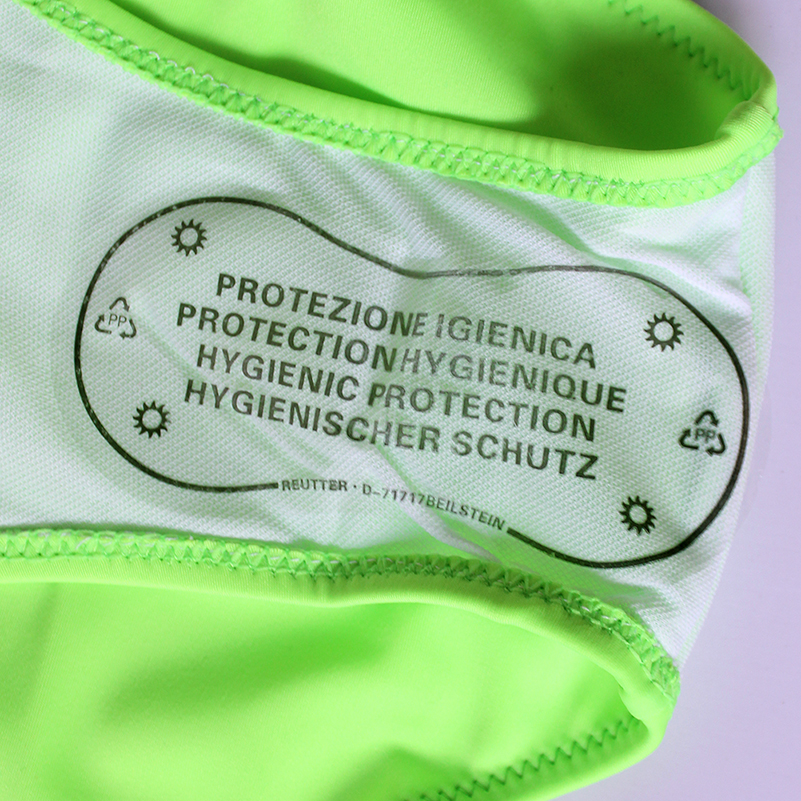 PROTEZIONE IGIENICA
PROTECTION HYGIENIQUE
HYGIENIC PROTECTION
HYGIENISCHER SCHUTZ
PP
PP
REUTTER · D-71717BEILSTEIN